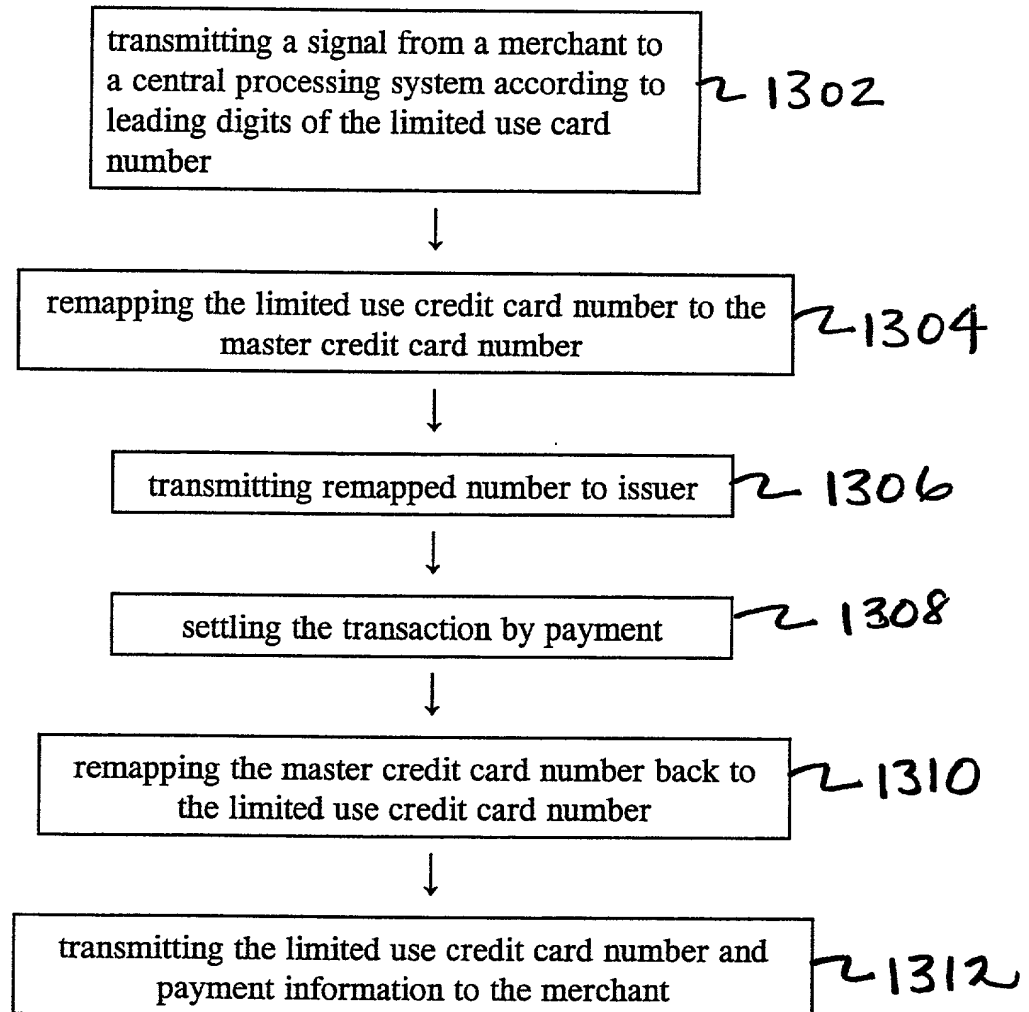 transmitting a signal from a merchant to
a central processing system according to
leading digits of the limited use card
number
1302
remapping the limited use credit card number to the
master credit card number
1304
transmitting remapped number to issuer
1306
settling the transaction by payment
1308
remapping the master credit card number back to
the limited use credit card number
1310
transmitting the limited use credit card number and
payment information to the merchant
1312